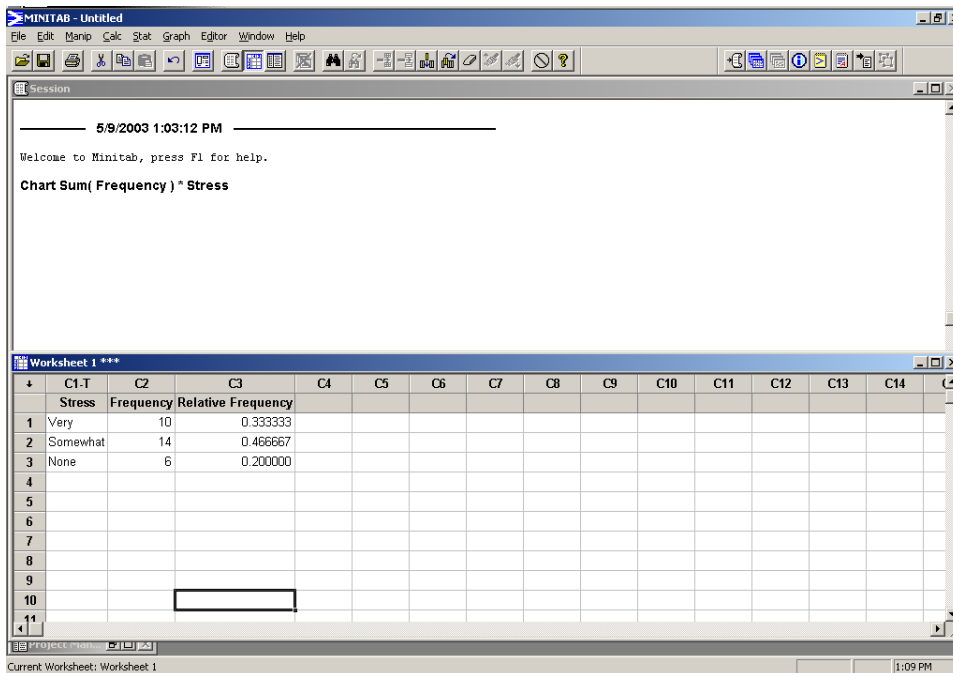 MINITAB - Untitled
File Edit Manip Calc Stat Graph Editor Window Help
Session
5/9/2003 1:03:12 PM
Welcome to Minitab, press F1 for help.
Chart Sum( Frequency ) * Stress
Worksheet 1 ***
C1-T C2 C3 C4 C5 C6 C7 C8 C9 C10 C11 C12 C13 C14
Stress Frequency Relative Frequency
1 Very 10 0.333333
2 Somewhat 14 0.466667
3 None 6 0.200000
4
5
6
7
8
9
10
11
Project Man...
Current Worksheet: Worksheet 1 1:09 PM